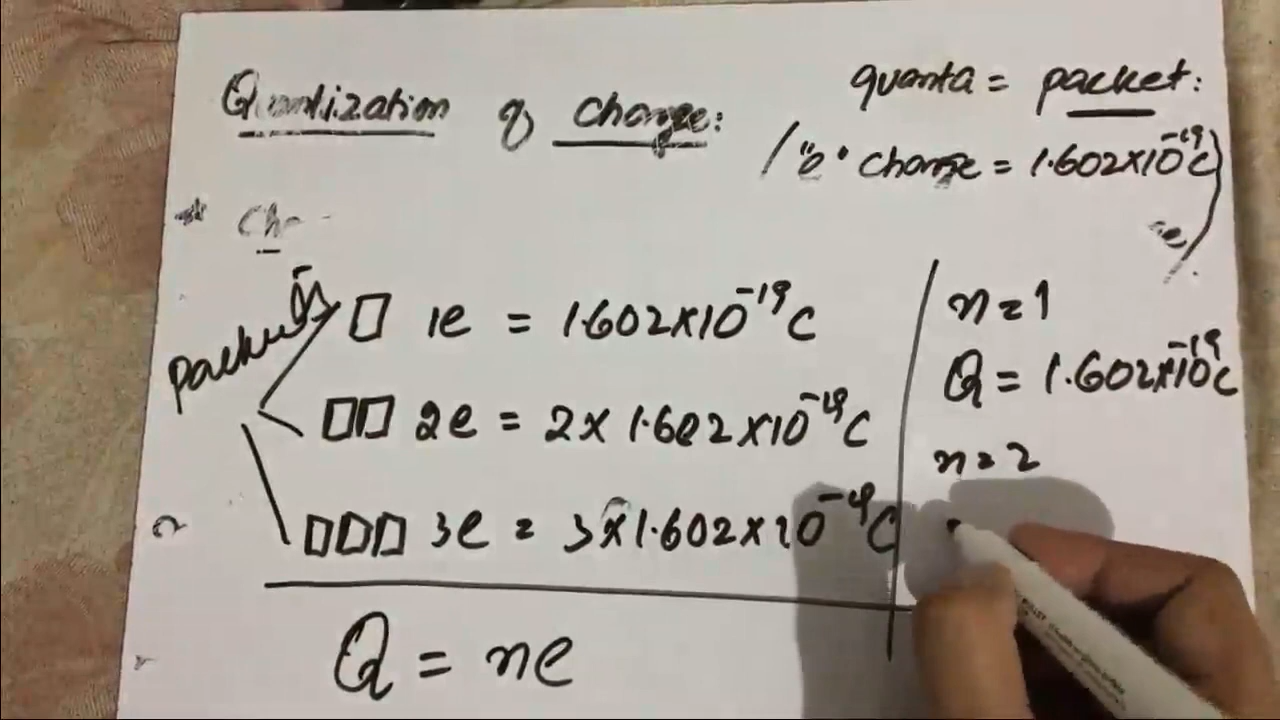 Quantization of Charge:
quanta = packet:
("e" charge = 1.602×10⁻¹⁹C)
* Ch
Packets
1e = 1.602×10⁻¹⁹C
2e = 2× 1.602×10⁻¹⁹C
3e = 3×1.602×10⁻¹⁹C
Q = ne
n=1
Q = 1.602×10⁻¹⁹C
n=2